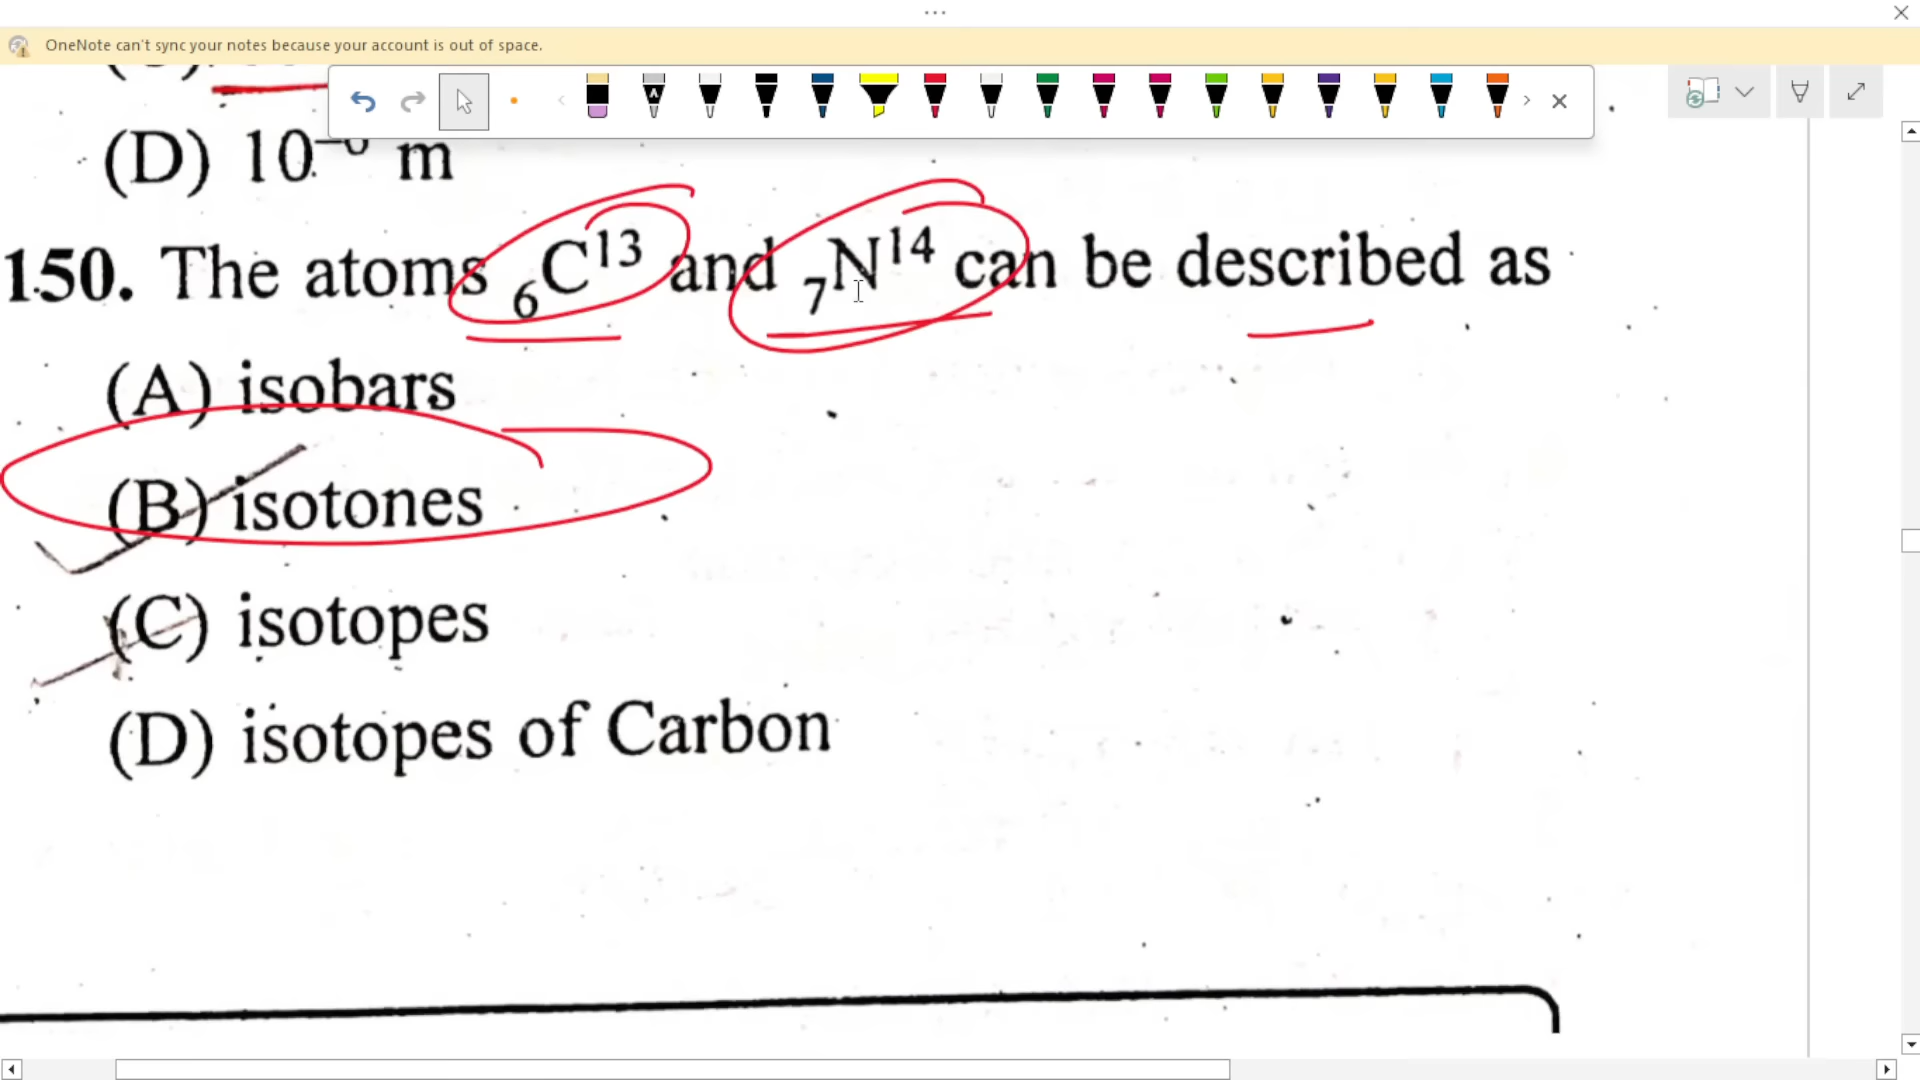 OneNote can't sync your notes because your account is out of space.
(D) 10 m
150. The atoms ₆C¹³ and ₇N¹⁴ can be described as
(A) isobars
(B) isotones
(C) isotopes
(D) isotopes of Carbon